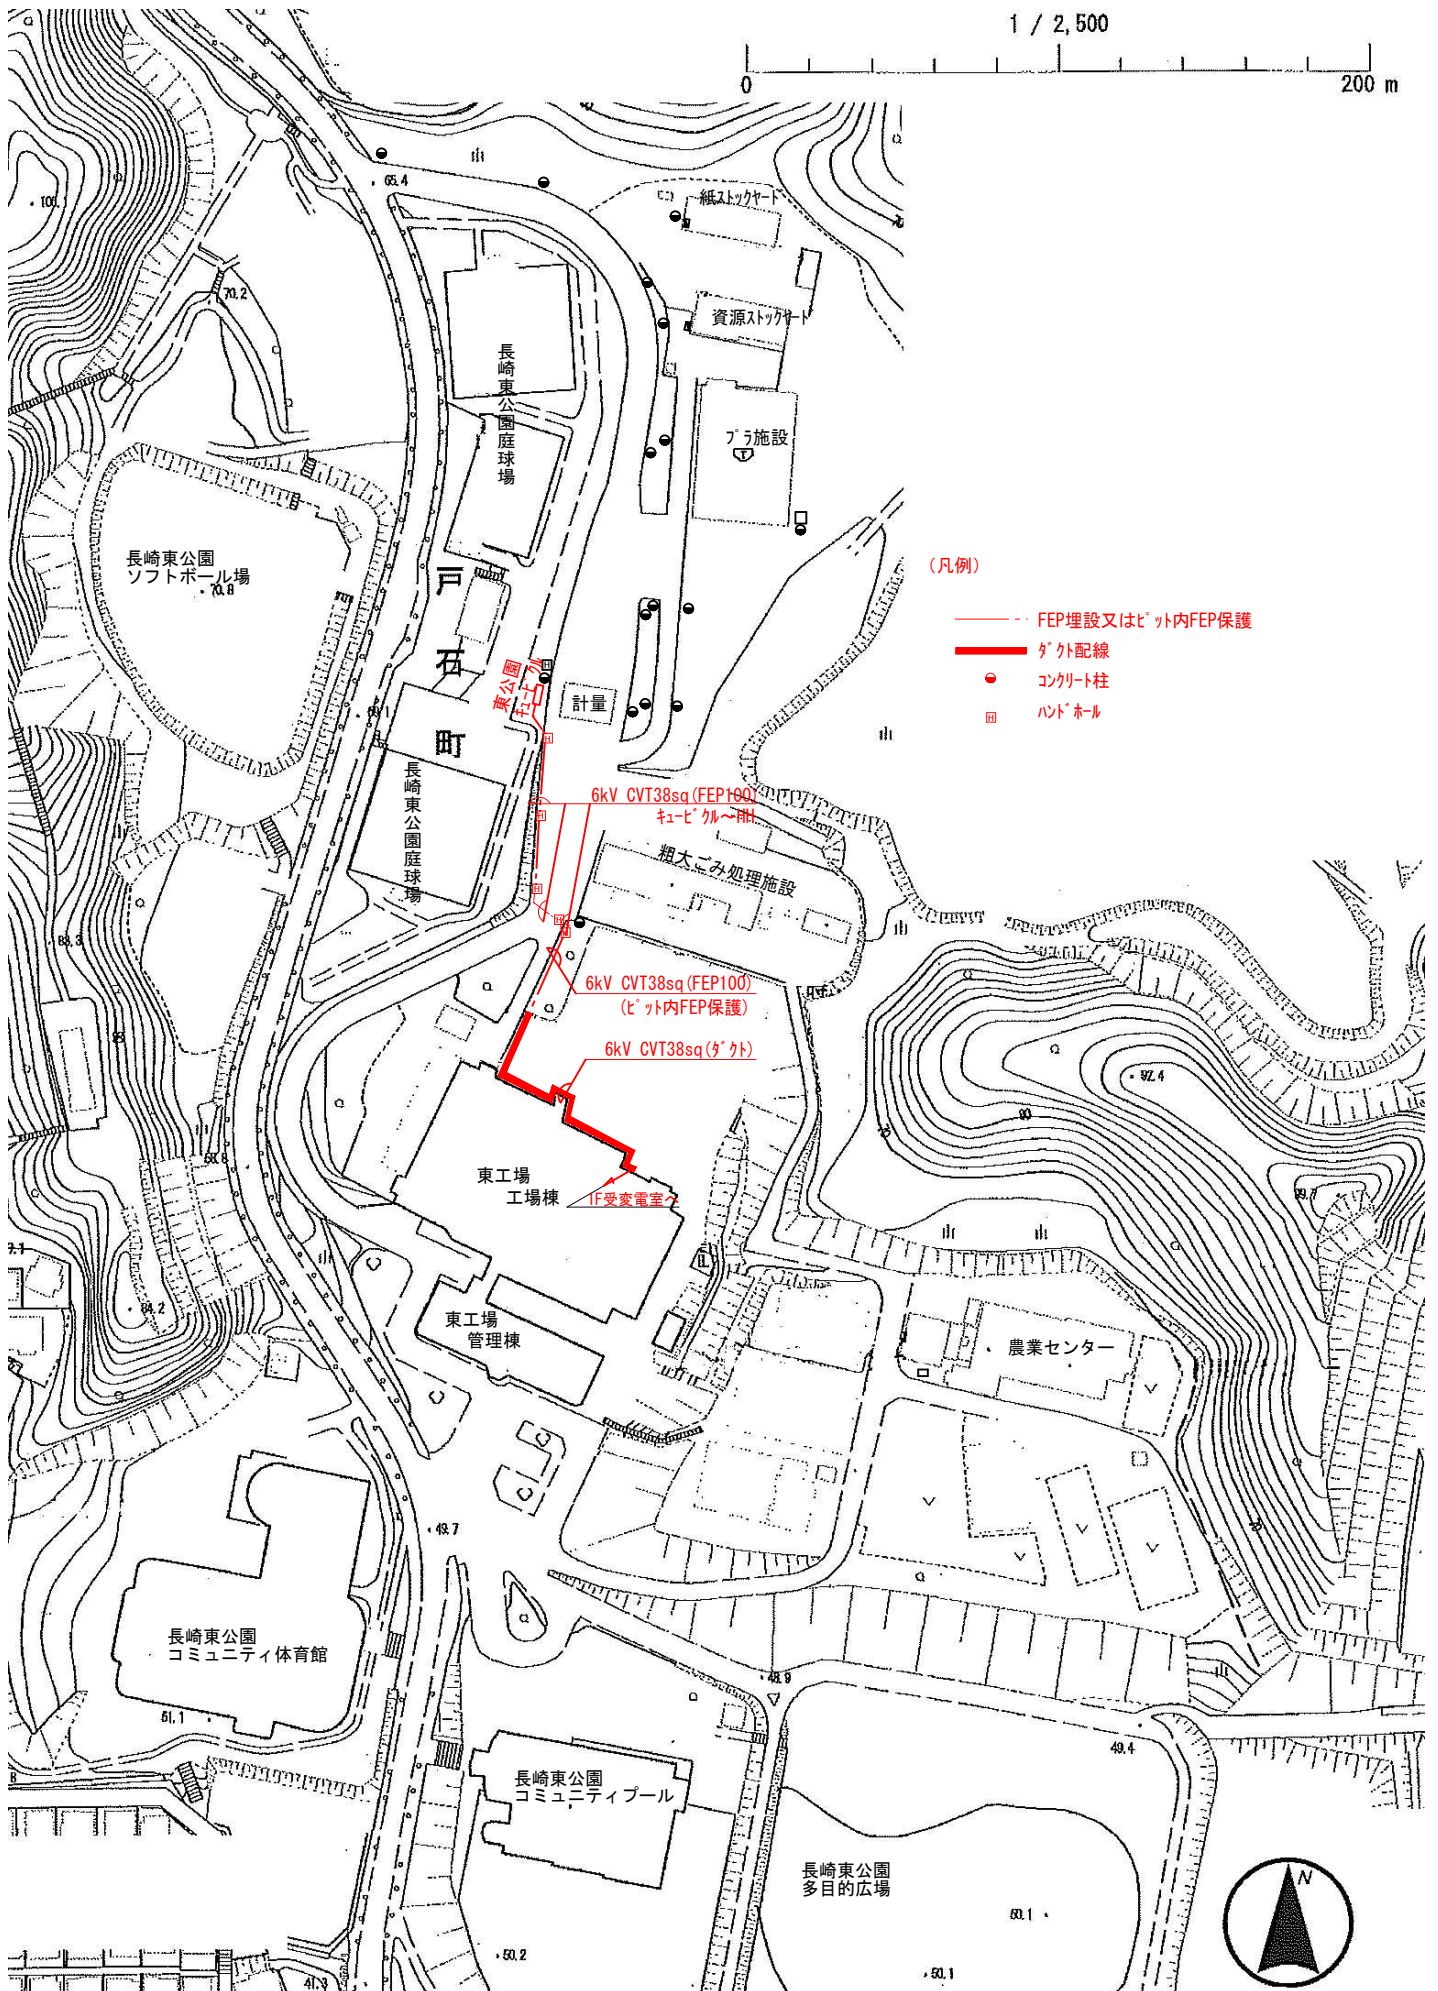 1 / 2,500
0
200 m
65.4
紙ストックヤード
70.2
資源ストックヤード
長崎東公園庭球場
プラ施設
長崎東公園
ソフトボール場
70.8
戸石町
東公園
キュービクル
計量
(凡例)
FEP埋設又はピット内FEP保護
ダクト配線
コンクリート柱
ハンドホール
H
長崎東公園庭球場
6kV CVT38sq(FEP100)
キュービクル~HH
粗大ごみ処理施設
6kV CVT38sq(FEP100)
(ピット内FEP保護)
6kV CVT38sq(ダクト)
92.4
東工場
工場棟
1F受変電室へ
東工場
管理棟
農業センター
49.7
長崎東公園
コミュニティ体育館
51.1
48.9
49.4
長崎東公園
コミュニティプール
長崎東公園
多目的広場
50.1
50.2
50.1
41.3
N